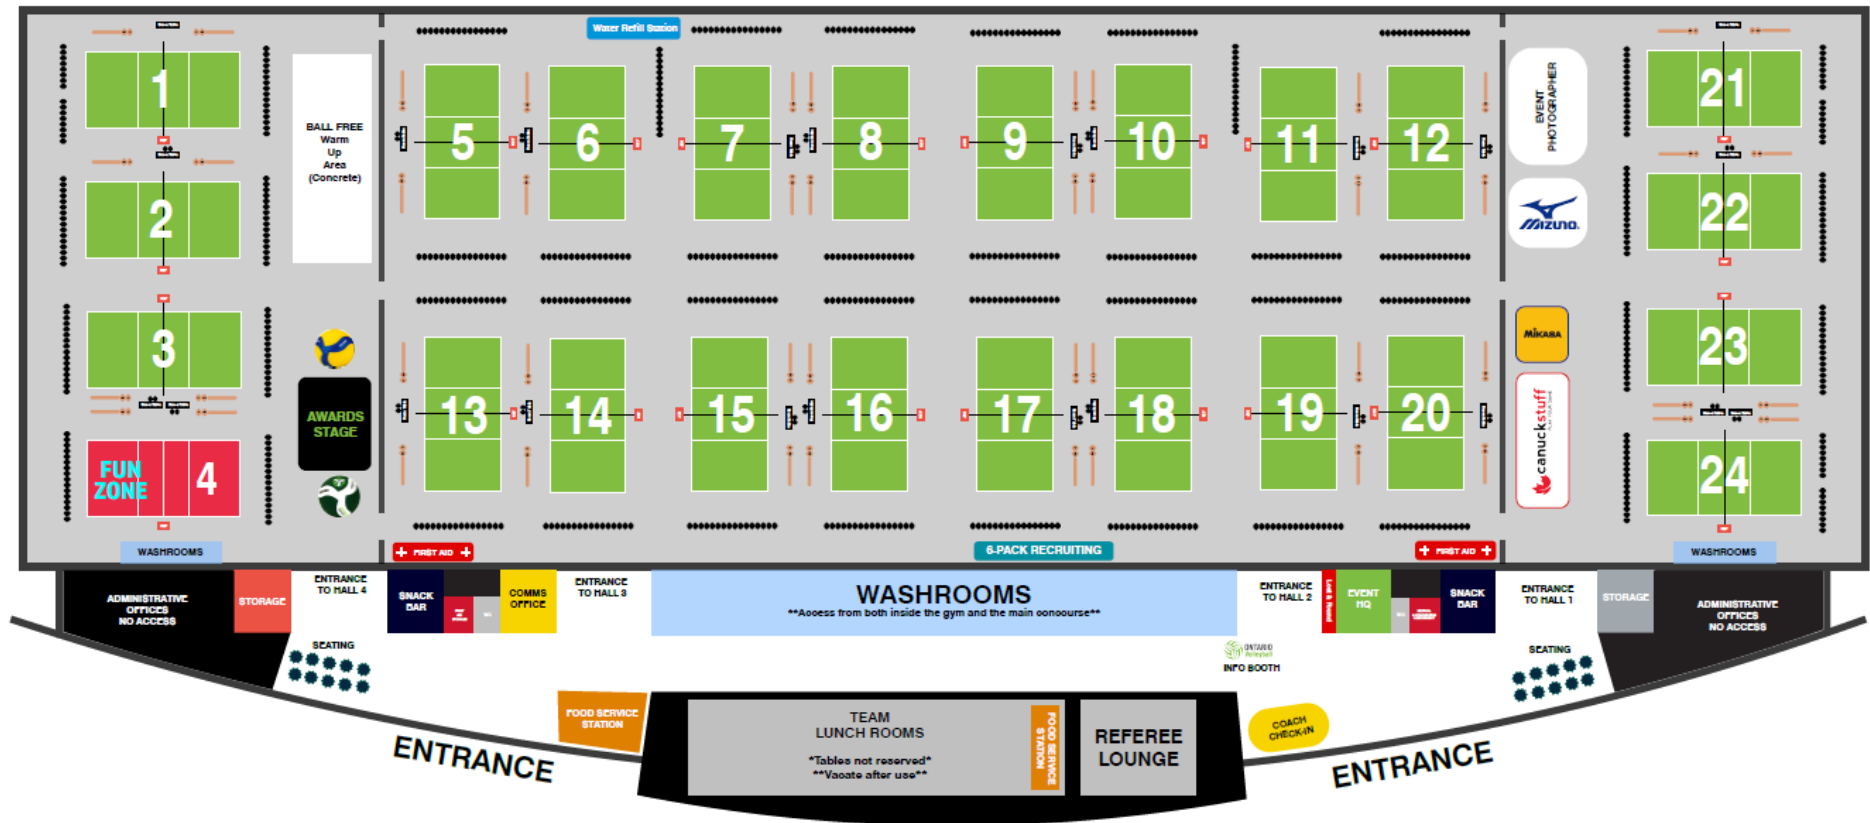 Water Refill Station
1
2
3
FUN
ZONE
4
BALL FREE
Warm
Up
Area
(Concrete)
AWARDS
STAGE
5
6
7
8
9
10
11
12
13
14
15
16
17
18
19
20
EVENT
PHOTOGRAPHER
MIZUNO
MIKASA
canuckstuff
21
22
23
24
WASHROOMS
+ FIRST AID +
6-PACK RECRUITING
+ FIRST AID +
WASHROOMS
ADMINISTRATIVE
OFFICES
NO ACCESS
STORAGE
ENTRANCE
TO HALL 4
SNACK
BAR
COMMS
OFFICE
ENTRANCE
TO HALL 3
WASHROOMS
**Access from both inside the gym and the main concourse**
ENTRANCE
TO HALL 2
Lost & Found
EVENT
HQ
SNACK
BAR
ENTRANCE
TO HALL 1
STORAGE
ADMINISTRATIVE
OFFICES
NO ACCESS
SEATING
ONTARIO
Volleyball
INFO BOOTH
SEATING
FOOD SERVICE
STATION
TEAM
LUNCH ROOMS
*Tables not reserved*
**Vacate after use**
FOOD SERVICE
STATION
REFEREE
LOUNGE
COACH
CHECK-IN
ENTRANCE
ENTRANCE